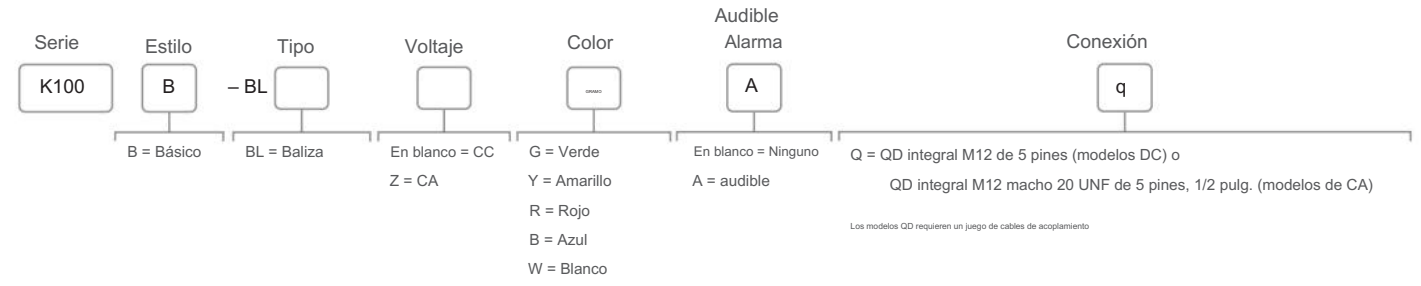 Audible
Serie Estilo Tipo Voltaje Color Alarma Conexión
K100 B – BL GRAMO A q
B = Básico BL = Baliza En blanco = CC G = Verde En blanco = Ninguno Q = QD integral M12 de 5 pines (modelos DC) o
Z = CA Y = Amarillo A = audible QD integral M12 macho 20 UNF de 5 pines, 1/2 pulg. (modelos de CA)
R = Rojo
Los modelos QD requieren un juego de cables de acoplamiento
B = Azul
W = Blanco